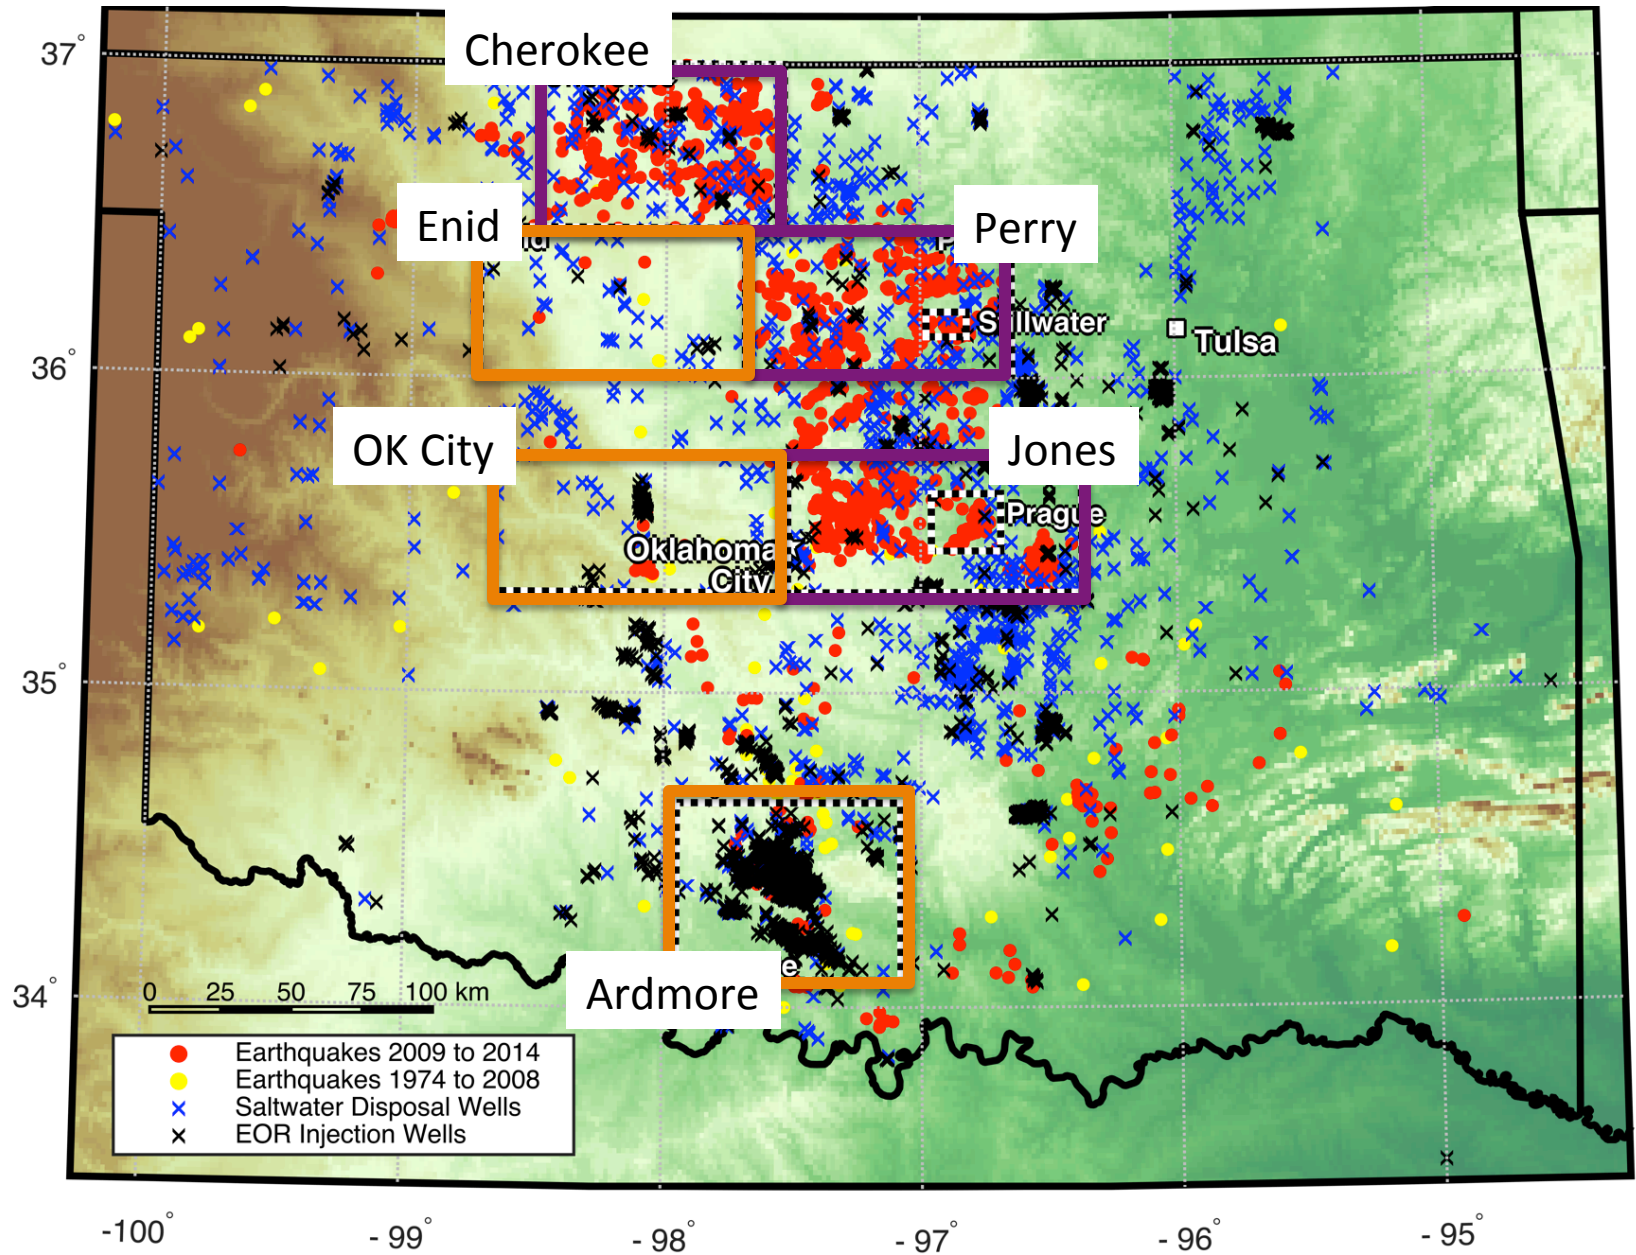 Cherokee
37°
Enid
Perry
Stillwater
Tulsa
36°
OK City
Jones
Prague
Oklahoma
City
35°
Ardmore
34°
0 25 50 75 100 km
Earthquakes 2009 to 2014
Earthquakes 1974 to 2008
Saltwater Disposal Wells
EOR Injection Wells
-100° -99° -98° -97° -96° -95°